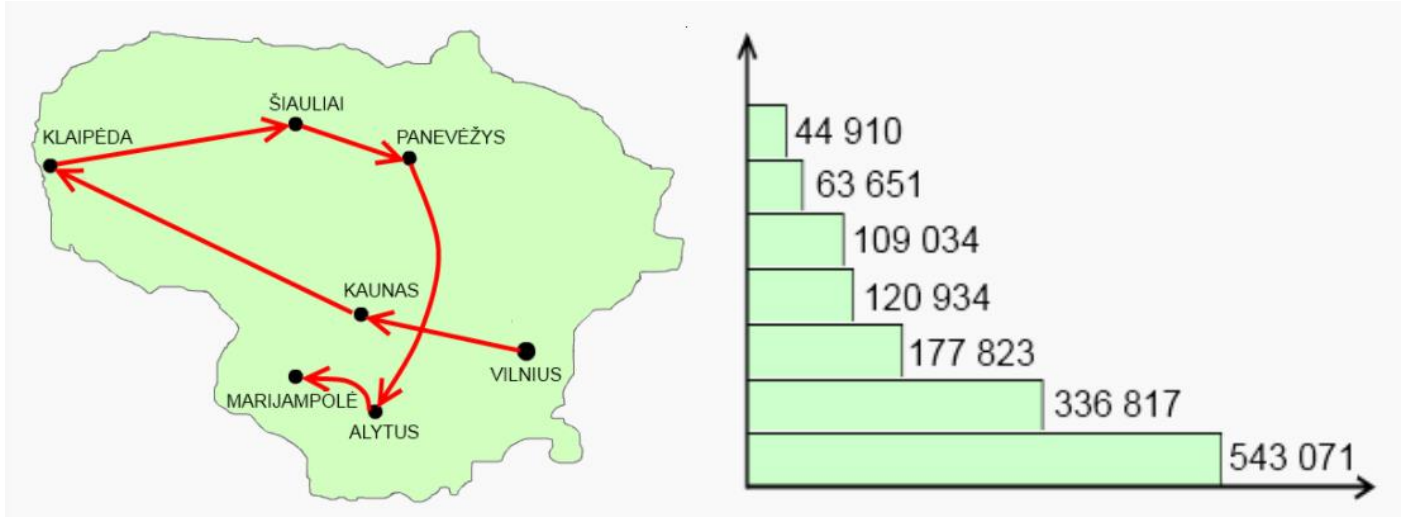 ŠIAULIAI
KLAIPĖDA
PANEVĖŽYS
KAUNAS
VILNIUS
MARIJAMPOLĖ
ALYTUS
44 910
63 651
109 034
120 934
177 823
336 817
543 071